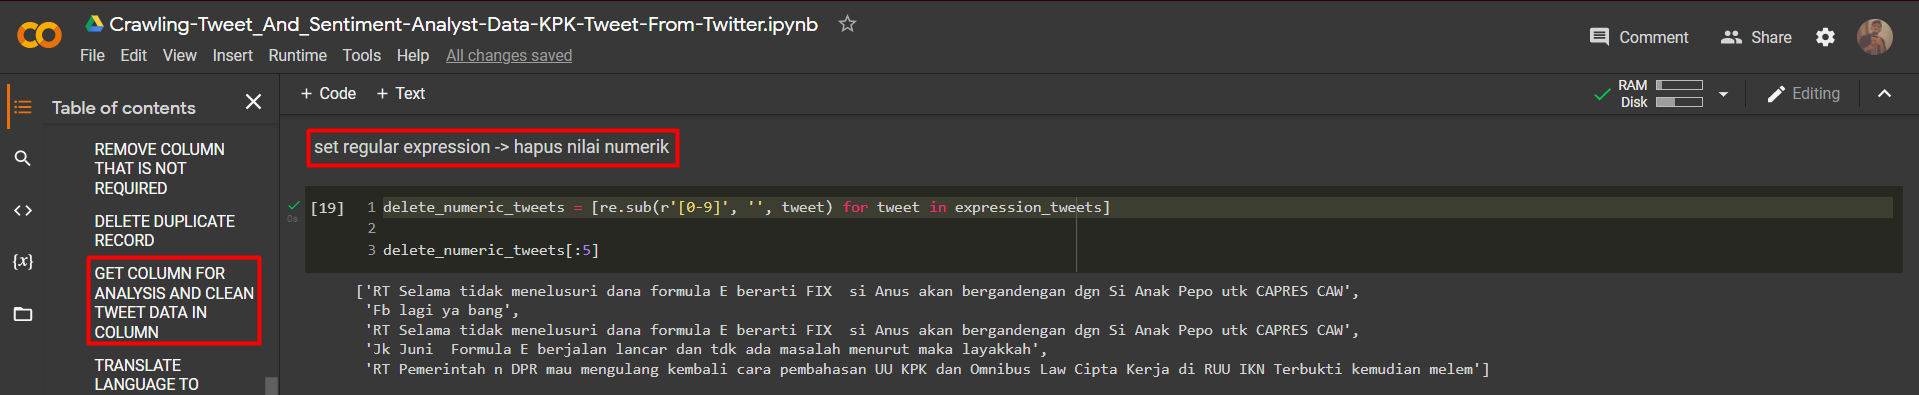 Crawling-Tweet_And_Sentiment-Analyst-Data-KPK-Tweet-From-Twitter.ipynb
File Edit View Insert Runtime Tools Help All changes saved
Comment
Share
+ Code + Text
RAM
Disk
Editing
Table of contents
REMOVE COLUMN
THAT IS NOT
REQUIRED
DELETE DUPLICATE
RECORD
GET COLUMN FOR
ANALYSIS AND CLEAN
TWEET DATA IN
COLUMN
TRANSLATE
LANGUAGE TO
{x}
set regular expression -> hapus nilai numerik
0s
[19]
1 delete_numeric_tweets = [re.sub(r'[0-9]', '', tweet) for tweet in expression_tweets]
2
3 delete_numeric_tweets[:5]
['RT Selama tidak menelusuri dana formula E berarti FIX  si Anus akan bergandengan dgn Si Anak Pepo utk CAPRES CAW',
'Fb lagi ya bang',
'RT Selama tidak menelusuri dana formula E berarti FIX  si Anus akan bergandengan dgn Si Anak Pepo utk CAPRES CAW',
'Jk Juni  Formula E berjalan lancar dan tdk ada masalah menurut maka layakkah',
'RT Pemerintah n DPR mau mengulang kembali cara pembahasan UU KPK dan Omnibus Law Cipta Kerja di RUU IKN Terbukti kemudian melem']